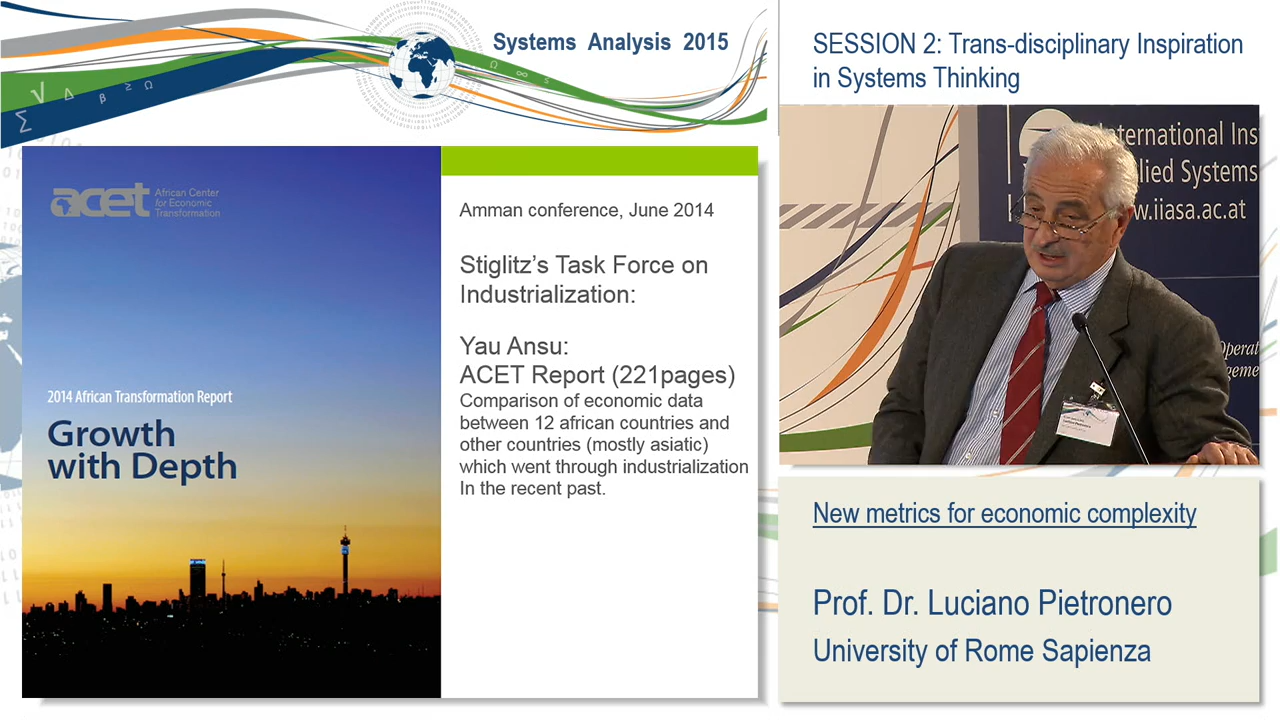 Systems Analysis 2015
acet
African Center
for Economic
Transformation
2014 African Transformation Report
Growth
with Depth
Amman conference, June 2014
Stiglitz's Task Force on
Industrialization:
Yau Ansu:
ACET Report (221pages)
Comparison of economic data
between 12 african countries and
other countries (mostly asiatic)
which went through industrialization
In the recent past.
SESSION 2: Trans-disciplinary Inspiration
in Systems Thinking
International Ins
lied Systems
w.iiasa.ac.at
New metrics for economic complexity
Prof. Dr. Luciano Pietronero
University of Rome Sapienza